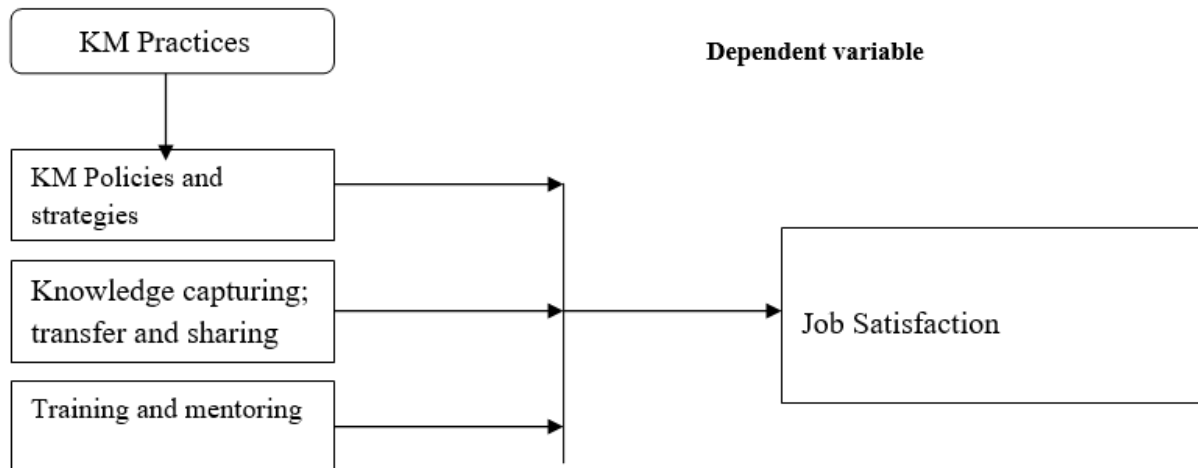 KM Practices
Dependent variable
KM Policies and
strategies
Knowledge capturing;
transfer and sharing
Job Satisfaction
Training and mentoring